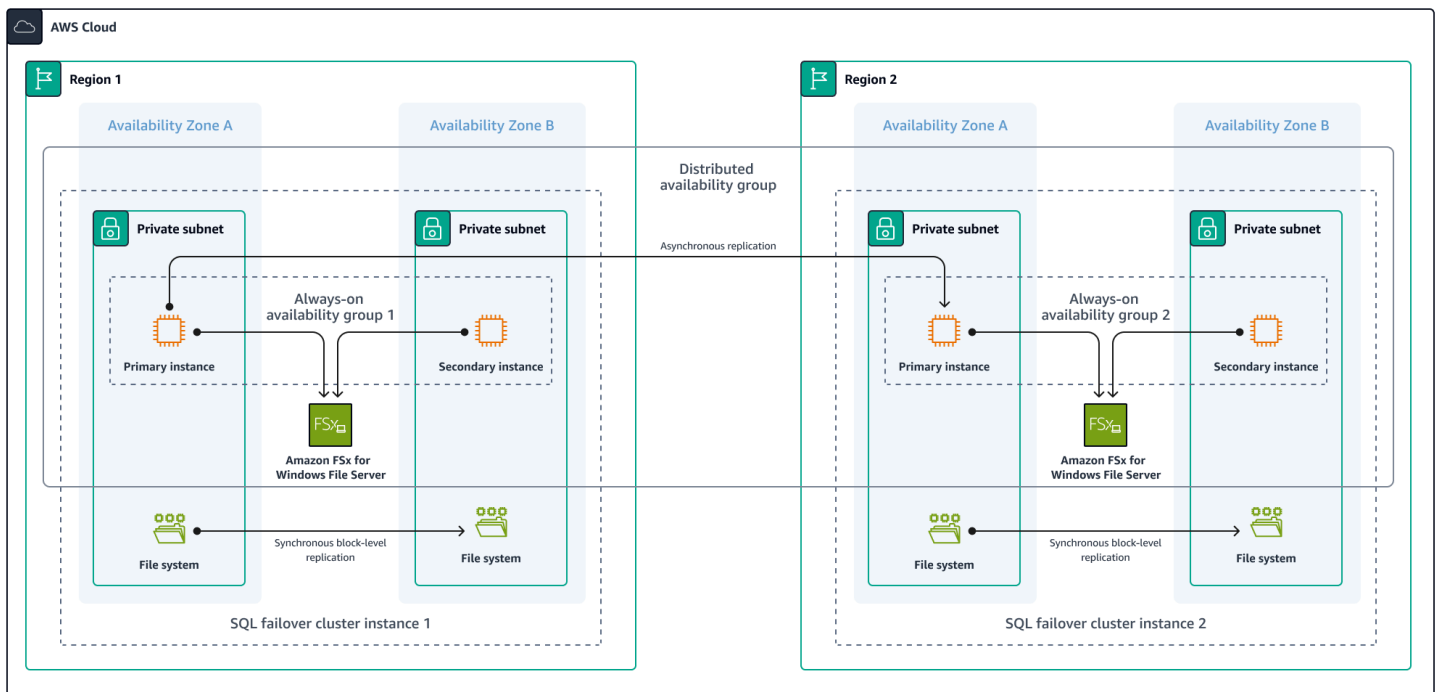 AWS Cloud
Region 1
Availability Zone A
Availability Zone B
Private subnet
Private subnet
Always-on
availability group 1
Primary instance
Secondary instance
FSx
Amazon FSx for
Windows File Server
File system
Synchronous block-level
replication
File system
SQL failover cluster instance 1
Distributed
availability group
Asynchronous replication
Region 2
Availability Zone A
Availability Zone B
Private subnet
Private subnet
Always-on
availability group 2
Primary instance
Secondary instance
FSx
Amazon FSx for
Windows File Server
File system
Synchronous block-level
replication
File system
SQL failover cluster instance 2